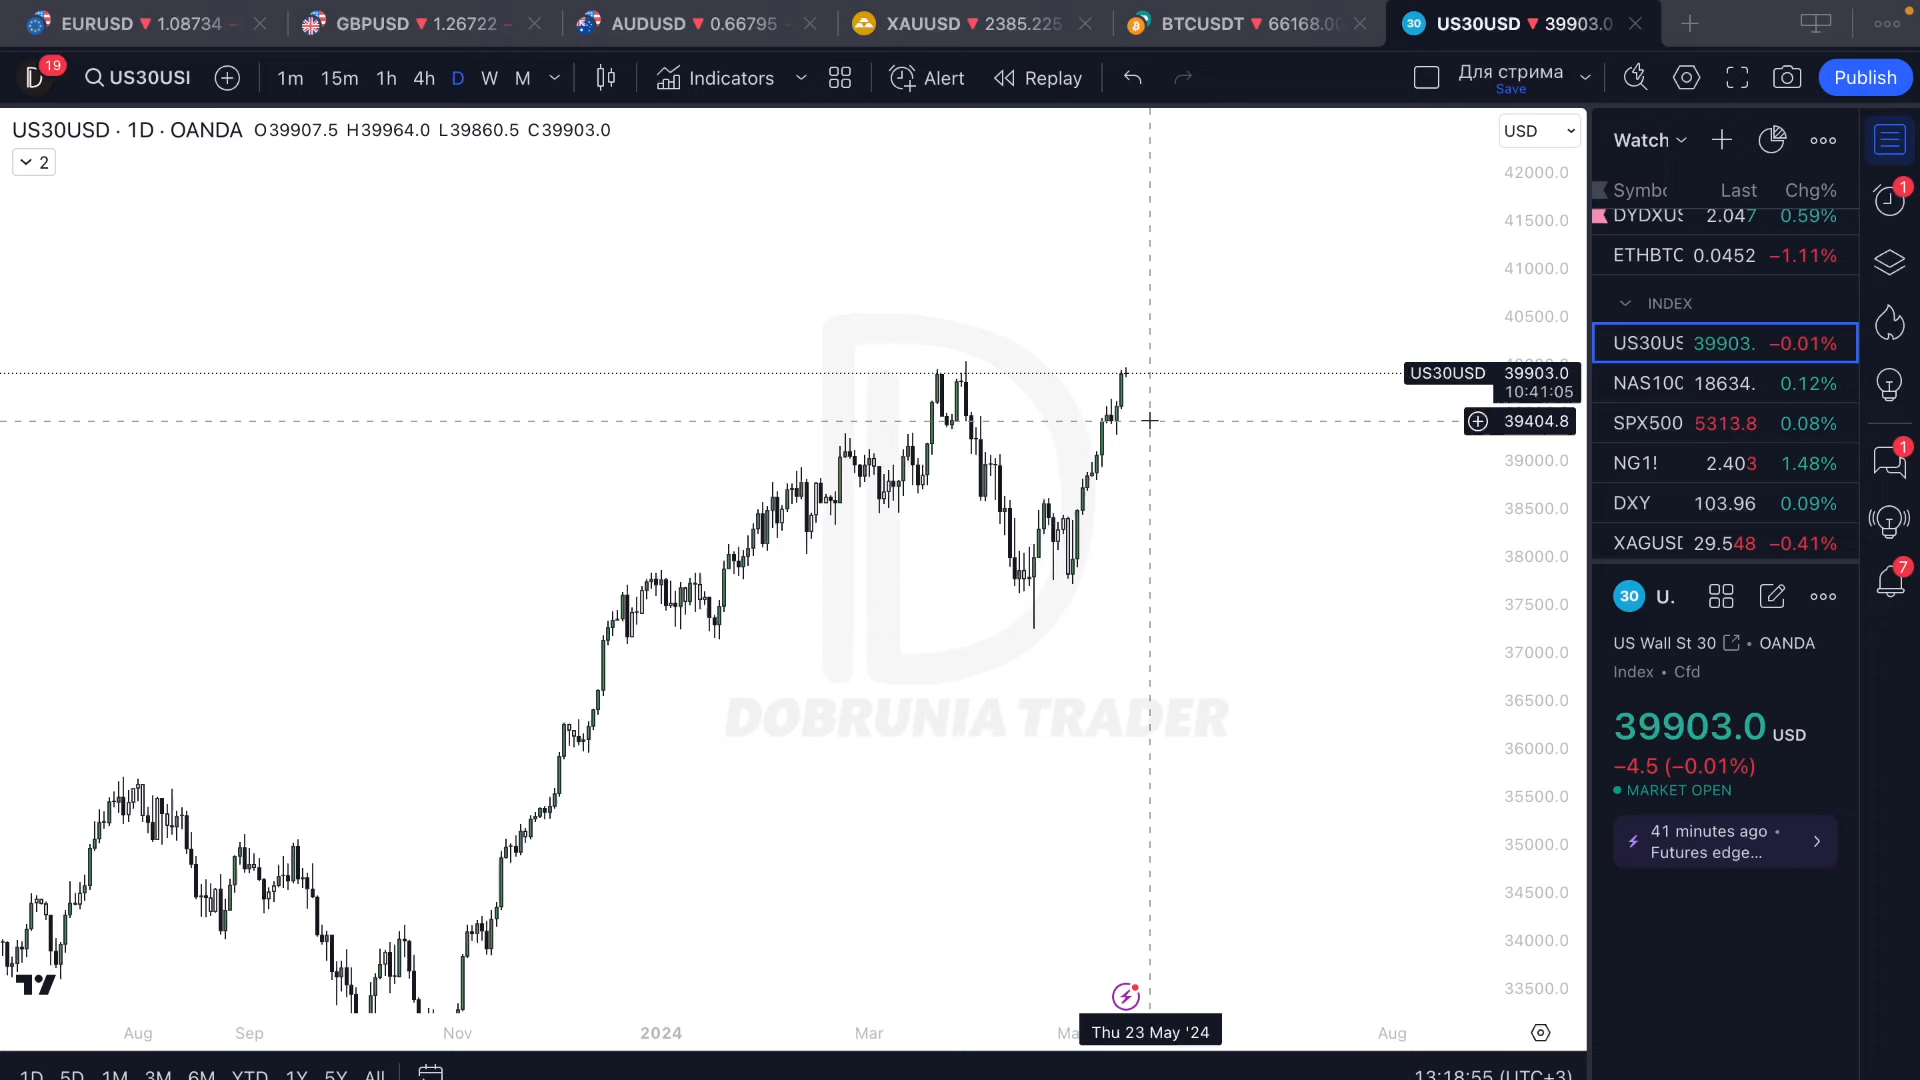 EURUSD 1.08734
GBPUSD 1.26722
AUDUSD 0.66795
XAUUSD 2385.225
BTCUSDT 66168.00
30 US30USD 39903.0
19 D US30USI 1m 15m 1h 4h D W M Indicators Alert Replay Для стрима Save Publish
US30USD · 1D · OANDA O39907.5 H39964.0 L39860.5 C39903.0
2
USD
42000.0
41500.0
41000.0
40500.0
US30USD 39903.0
10:41:05
39404.8
39000.0
38500.0
38000.0
37500.0
37000.0
36500.0
36000.0
35500.0
35000.0
34500.0
34000.0
33500.0
DOBRUNIA TRADER
Aug Sep Nov 2024 Mar Ma Thu 23 May '24 Aug
1D 5D 1M 3M 6M YTD 1Y 5Y All 13:18:55 (UTC+3)
Watch
Symbo Last Chg%
DYDXUS 2.047 0.59%
ETHBTC 0.0452 −1.11%
INDEX
US30US 39903. −0.01%
NAS100 18634. 0.12%
SPX500 5313.8 0.08%
NG1! 2.403 1.48%
DXY 103.96 0.09%
XAGUSD 29.548 −0.41%
30 U.
US Wall St 30 • OANDA
Index • Cfd
39903.0 USD
−4.5 (−0.01%)
MARKET OPEN
41 minutes ago •
Futures edge...
1
1
7